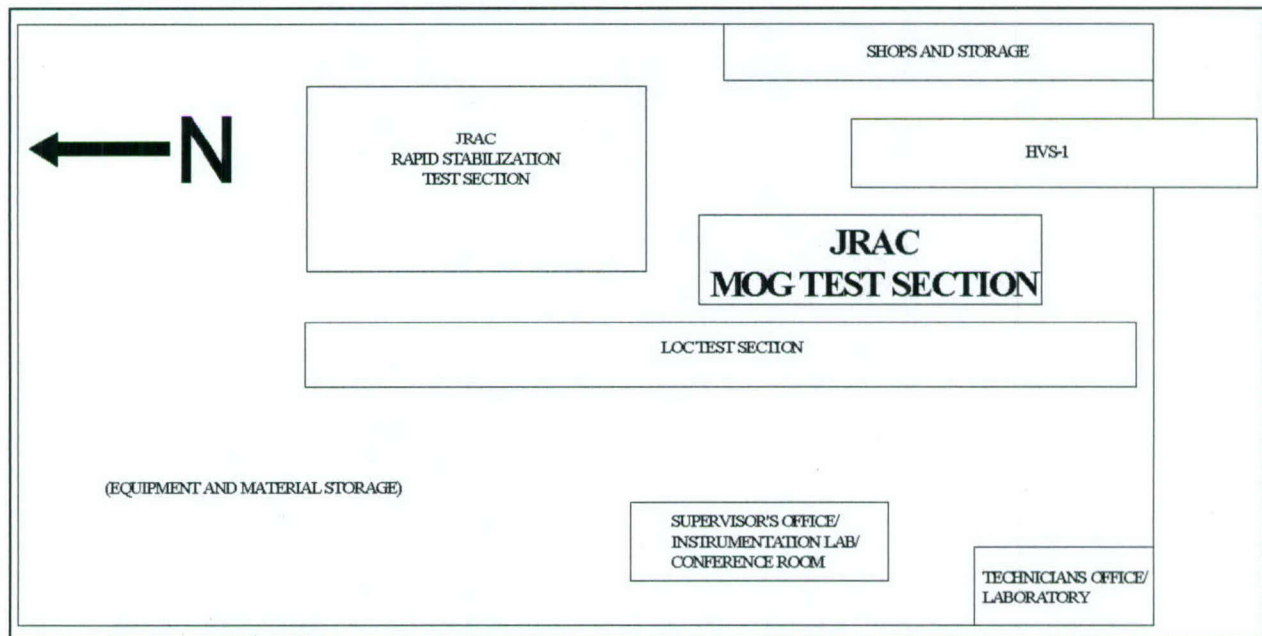 SHOPS AND STORAGE
N
JRAC
RAPID STABILIZATION
TEST SECTION
HVS-1
JRAC
MOG TEST SECTION
LOC TEST SECTION
(EQUIPMENT AND MATERIAL STORAGE)
SUPERVISOR'S OFFICE/
INSTRUMENTATION LAB/
CONFERENCE ROOM
TECHNICIANS OFFICE/
LABORATORY